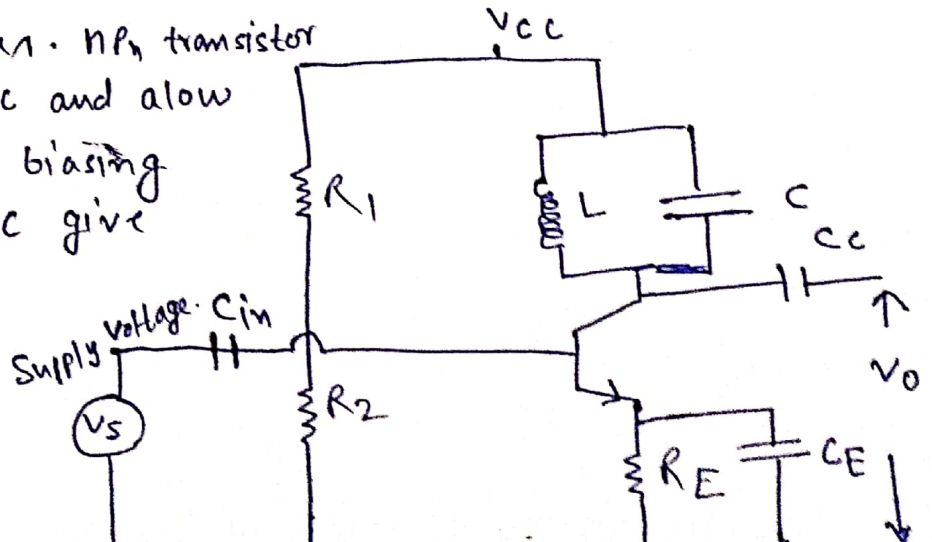 npn transistor
and alow
biasing
give
Vcc
R1
L
C
Cc
Supply voltage. Cin
Vs
R2
Vo
RE
CE